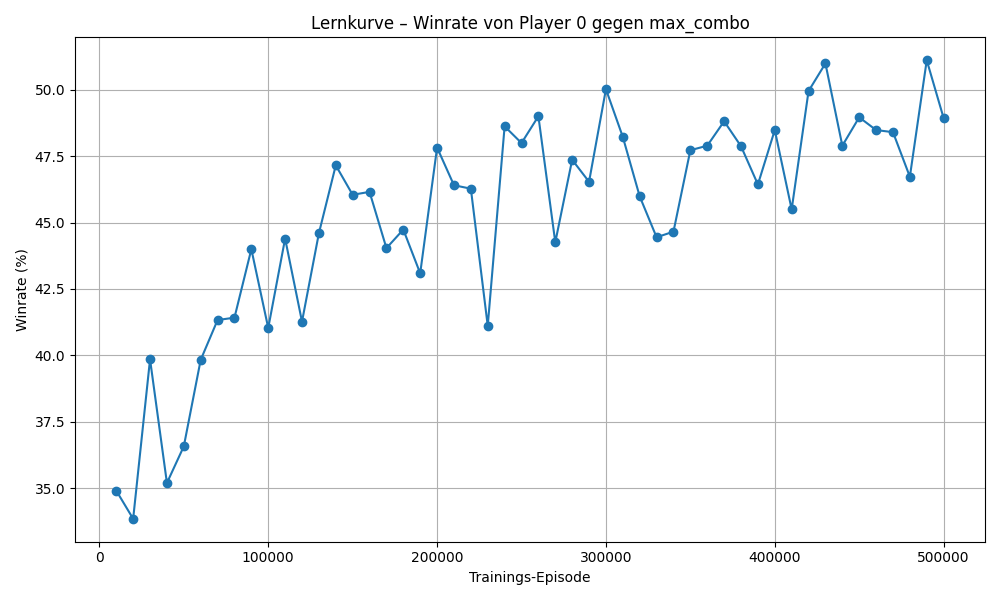 Lernkurve – Winrate von Player 0 gegen max_combo
Winrate (%)
50.0
47.5
45.0
42.5
40.0
37.5
35.0
0 100000 200000 300000 400000 500000
Trainings-Episode